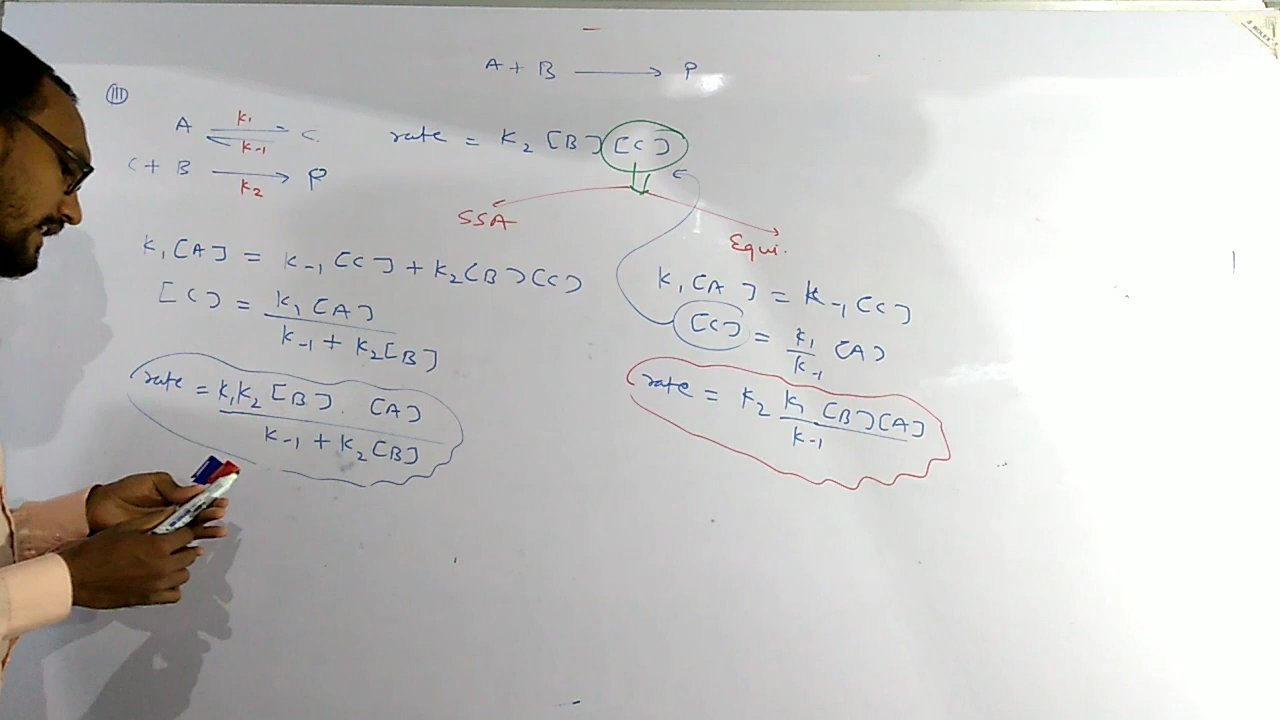 A + B ⟶ P
III
A ⇌ C
K1
K-1
C + B ⟶ P
K2
rate = K2 [B] [C]
SSA
Equi.
K1[A] = K-1[C] + K2[B][C]
[C] = K1[A] / K-1 + K2[B]
rate = K1K2[B].[A] / K-1 + K2[B]
K1[A] = K-1[C]
[C] = K1/K-1 [A]
rate = K2 K1[B][A] / K-1